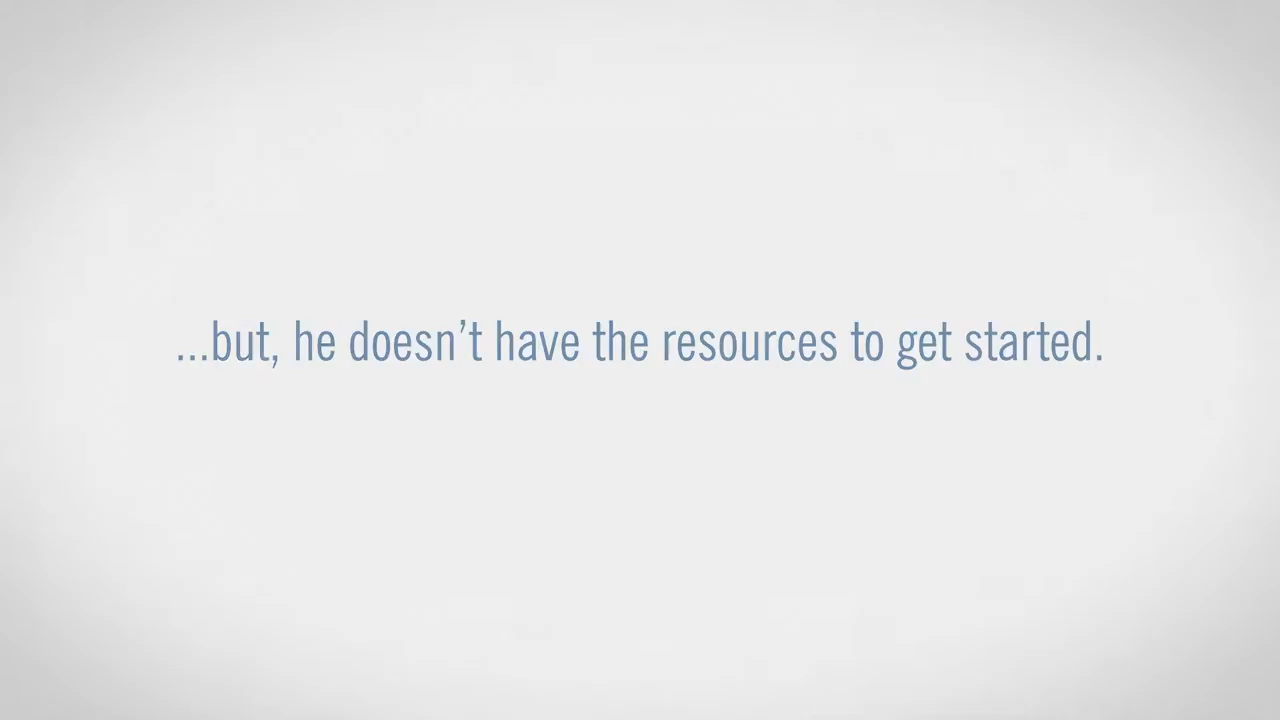 ...but, he doesn’t have the resources to get started.